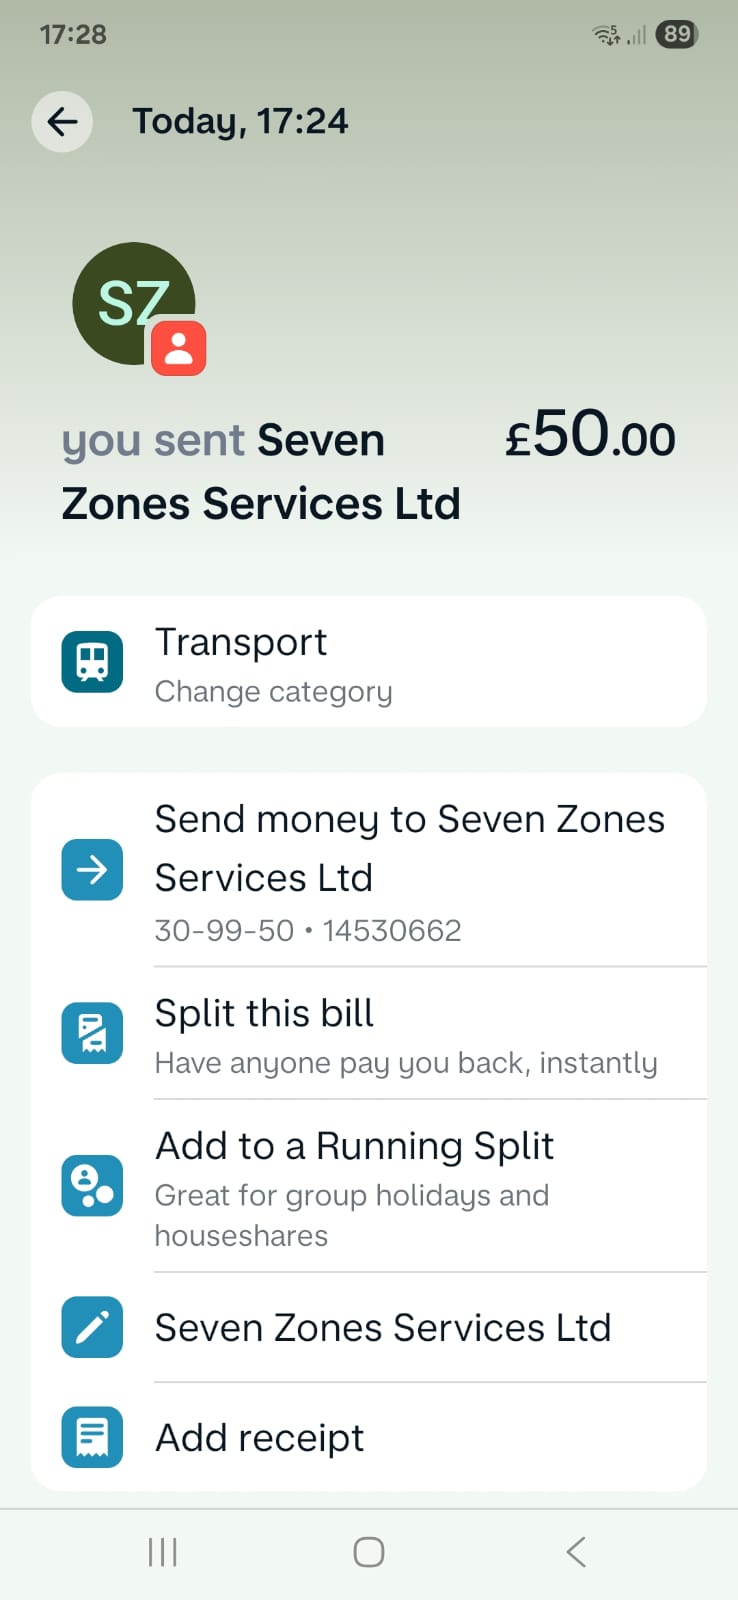 17:28
5
89
Today, 17:24
SZ
you sent Seven
Zones Services Ltd
£50.00
Transport
Change category
Send money to Seven Zones
Services Ltd
30-99-50 • 14530662
Split this bill
Have anyone pay you back, instantly
Add to a Running Split
Great for group holidays and
houseshares
Seven Zones Services Ltd
Add receipt